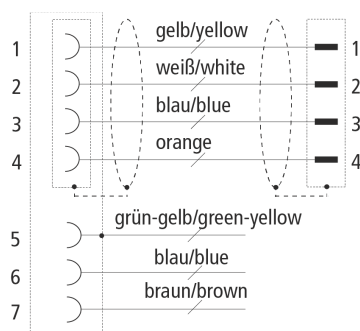 gelb/yellow
1 1
weiß/white
2 2
blau/blue
3 3
orange
4 4
grün-gelb/green-yellow
5
blau/blue
6
braun/brown
7